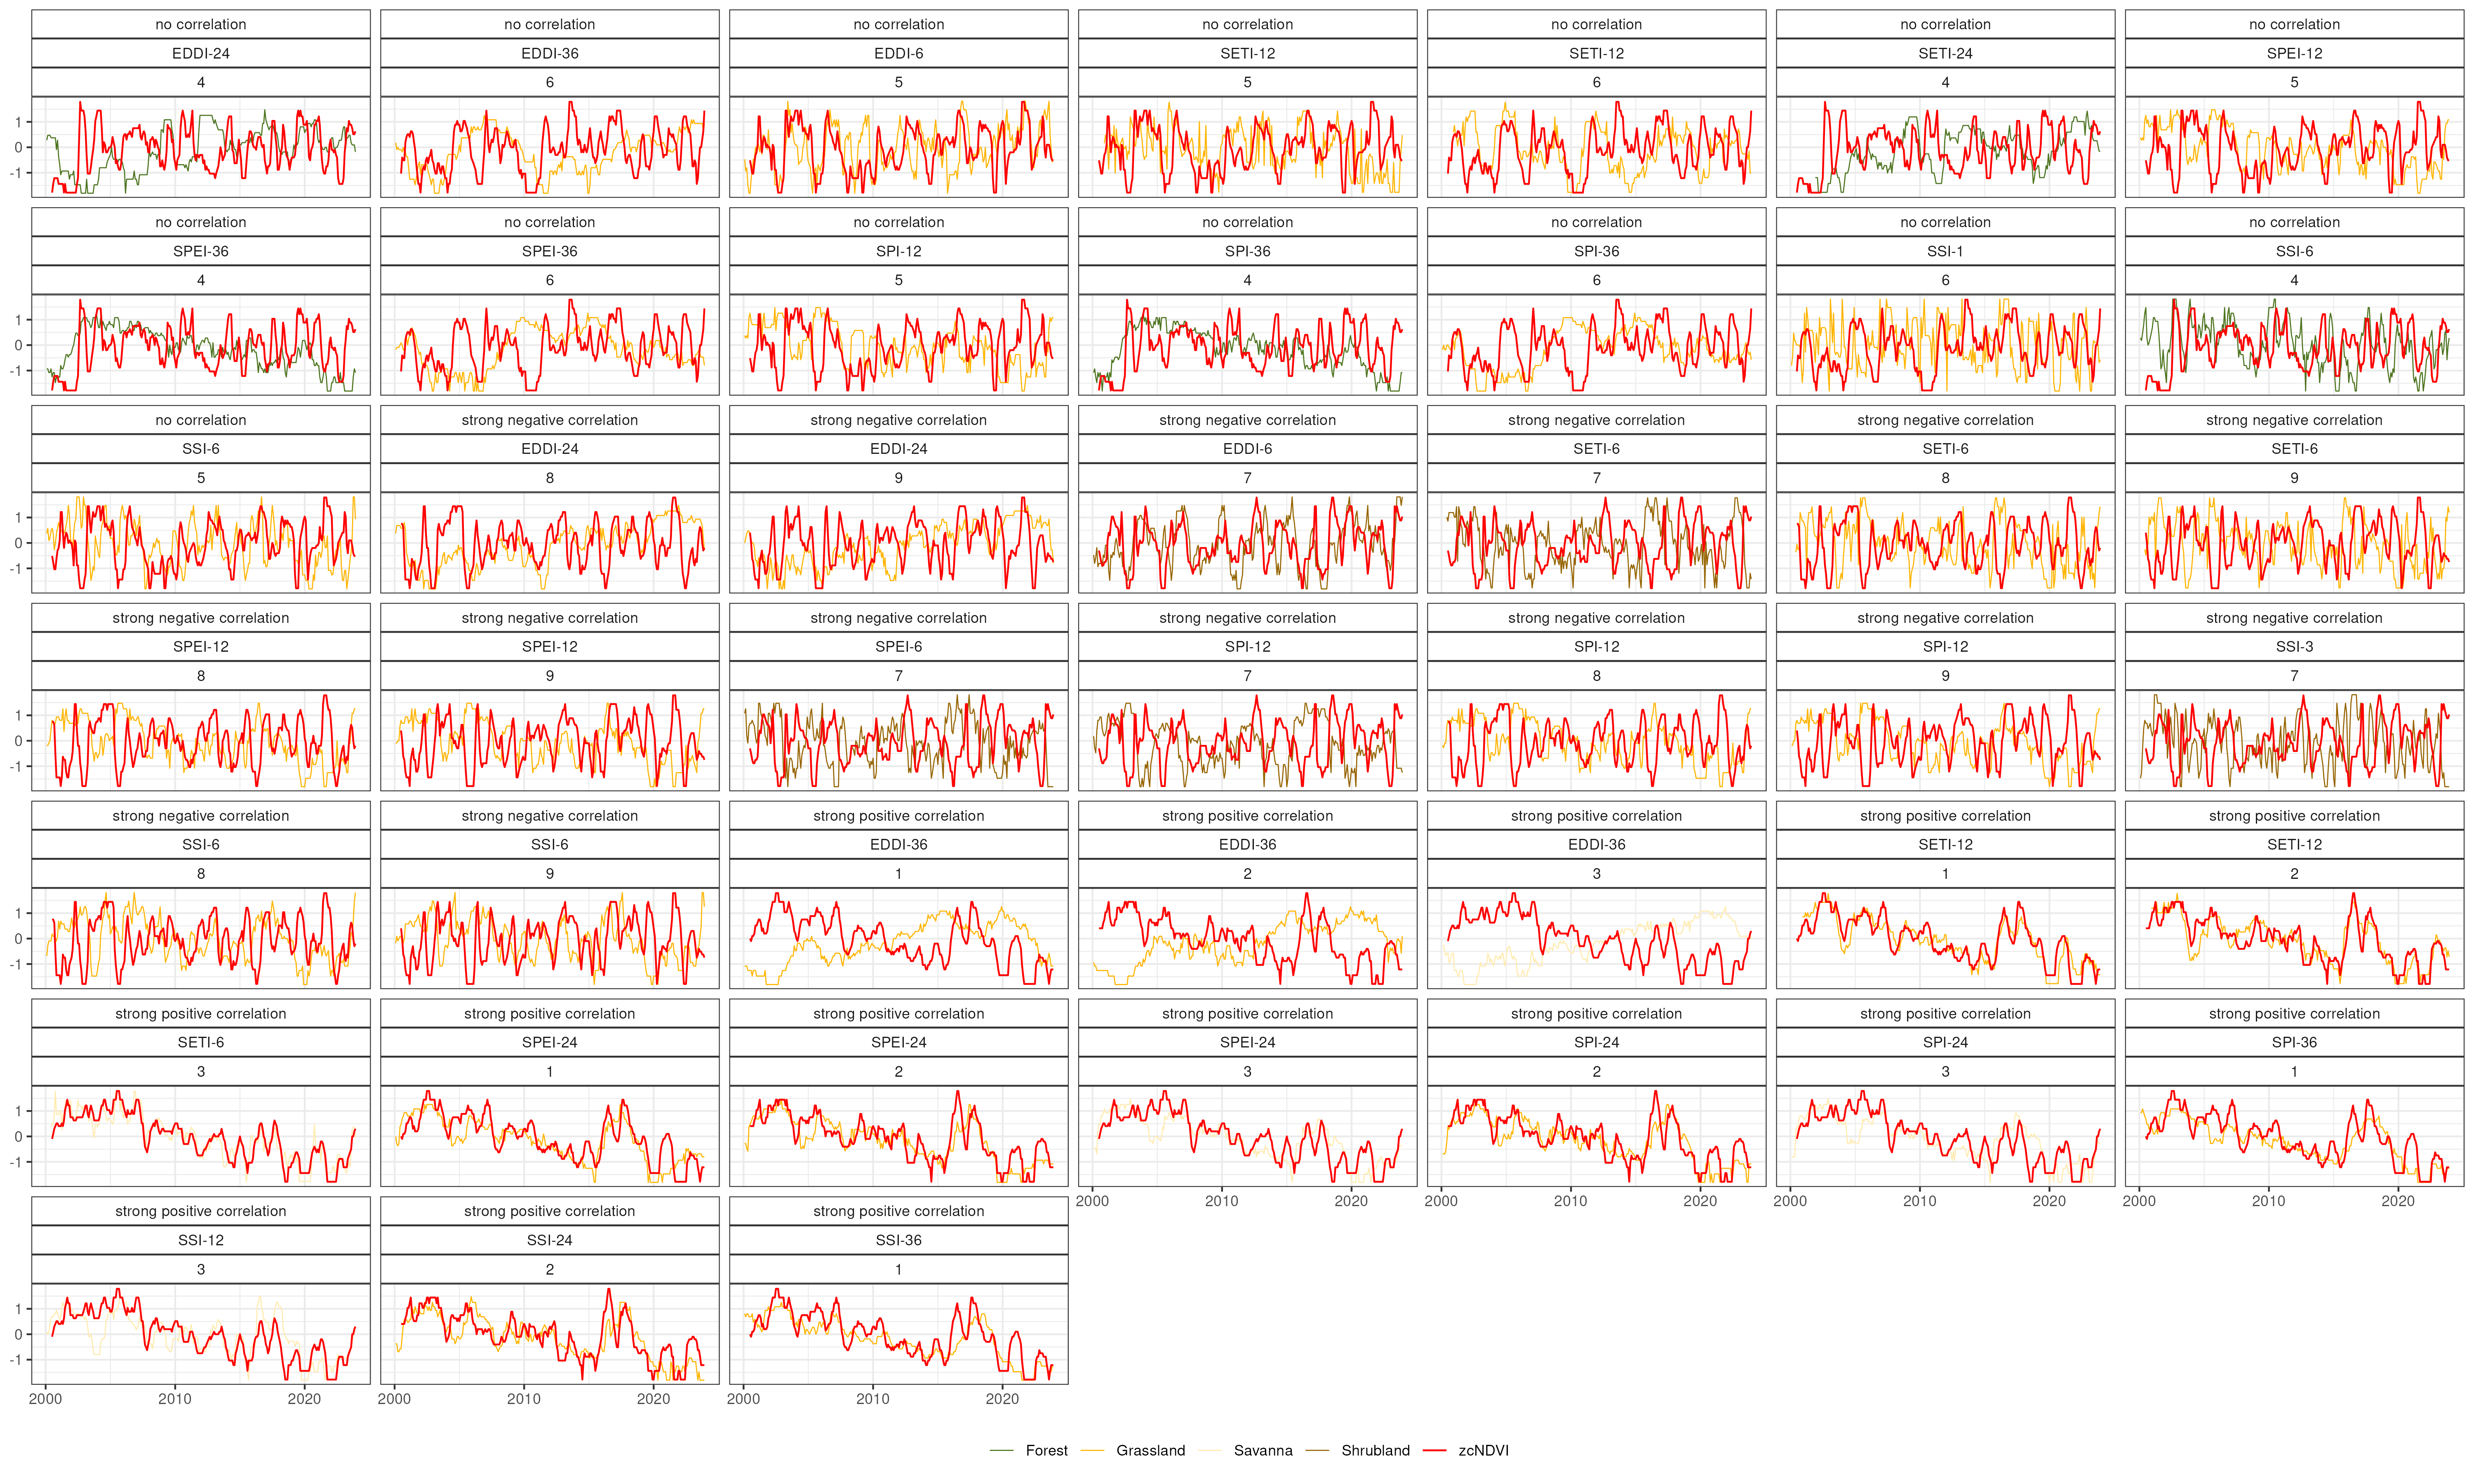 no correlation no correlation no correlation no correlation no correlation no correlation no correlation
EDDI-24 EDDI-36 EDDI-6 SETI-12 SETI-12 SETI-24 SPEI-12
4 6 5 5 6 4 5
1
0
-1
no correlation no correlation no correlation no correlation no correlation no correlation no correlation
SPEI-36 SPEI-36 SPI-12 SPI-36 SPI-36 SSI-1 SSI-6
4 6 5 4 6 6 4
1
0
-1
no correlation strong negative correlation strong negative correlation strong negative correlation strong negative correlation strong negative correlation strong negative correlation
SSI-6 EDDI-24 EDDI-24 EDDI-6 SETI-6 SETI-6 SETI-6
5 8 9 7 7 8 9
1
0
-1
strong negative correlation strong negative correlation strong negative correlation strong negative correlation strong negative correlation strong negative correlation strong negative correlation
SPEI-12 SPEI-12 SPEI-6 SPI-12 SPI-12 SPI-12 SSI-3
8 9 7 7 8 9 7
1
0
-1
strong negative correlation strong negative correlation strong positive correlation strong positive correlation strong positive correlation strong positive correlation strong positive correlation
SSI-6 SSI-6 EDDI-36 EDDI-36 EDDI-36 SETI-12 SETI-12
8 9 1 2 3 1 2
1
0
-1
strong positive correlation strong positive correlation strong positive correlation strong positive correlation strong positive correlation strong positive correlation strong positive correlation
SETI-6 SPEI-24 SPEI-24 SPEI-24 SPI-24 SPI-24 SPI-36
3 1 2 3 2 3 1
1
0
-1
2000 2010 2020 2000 2010 2020 2000 2010 2020 2000 2010 2020
strong positive correlation strong positive correlation strong positive correlation
SSI-12 SSI-24 SSI-36
3 2 1
1
0
-1
2000 2010 2020 2000 2010 2020 2000 2010 2020
Forest Grassland Savanna Shrubland zcNDVI